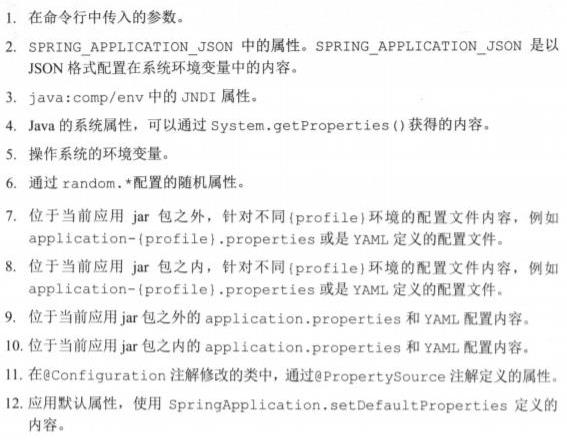 1. 在命令行中传入的参数。
2. SPRING_APPLICATION_JSON 中的属性。SPRING_APPLICATION_JSON 是以
JSON 格式配置在系统环境变量中的内容。
3. java:comp/env 中的 JNDI 属性。
4. Java 的系统属性，可以通过 System.getProperties()获得的内容。
5. 操作系统的环境变量。
6. 通过 random.*配置的随机属性。
7. 位于当前应用 jar 包之外，针对不同{profile}环境的配置文件内容，例如
application-{profile}.properties 或是 YAML 定义的配置文件。
8. 位于当前应用 jar 包之内，针对不同{profile}环境的配置文件内容，例如
application-{profile}.properties 或是 YAML 定义的配置文件。
9. 位于当前应用 jar 包之外的 application.properties 和 YAML 配置内容。
10. 位于当前应用 jar 包之内的 application.properties 和 YAML 配置内容。
11. 在@Configuration 注解修改的类中，通过@PropertySource 注解定义的属性。
12. 应用默认属性，使用 SpringApplication.setDefaultProperties 定义的
内容。